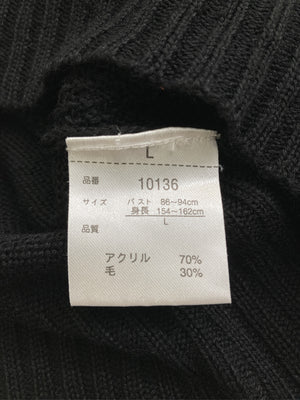 L
品番 10136
サイズ バスト 86~94cm
身長 154~162cm
L
品質
アクリル 70%
毛 30%